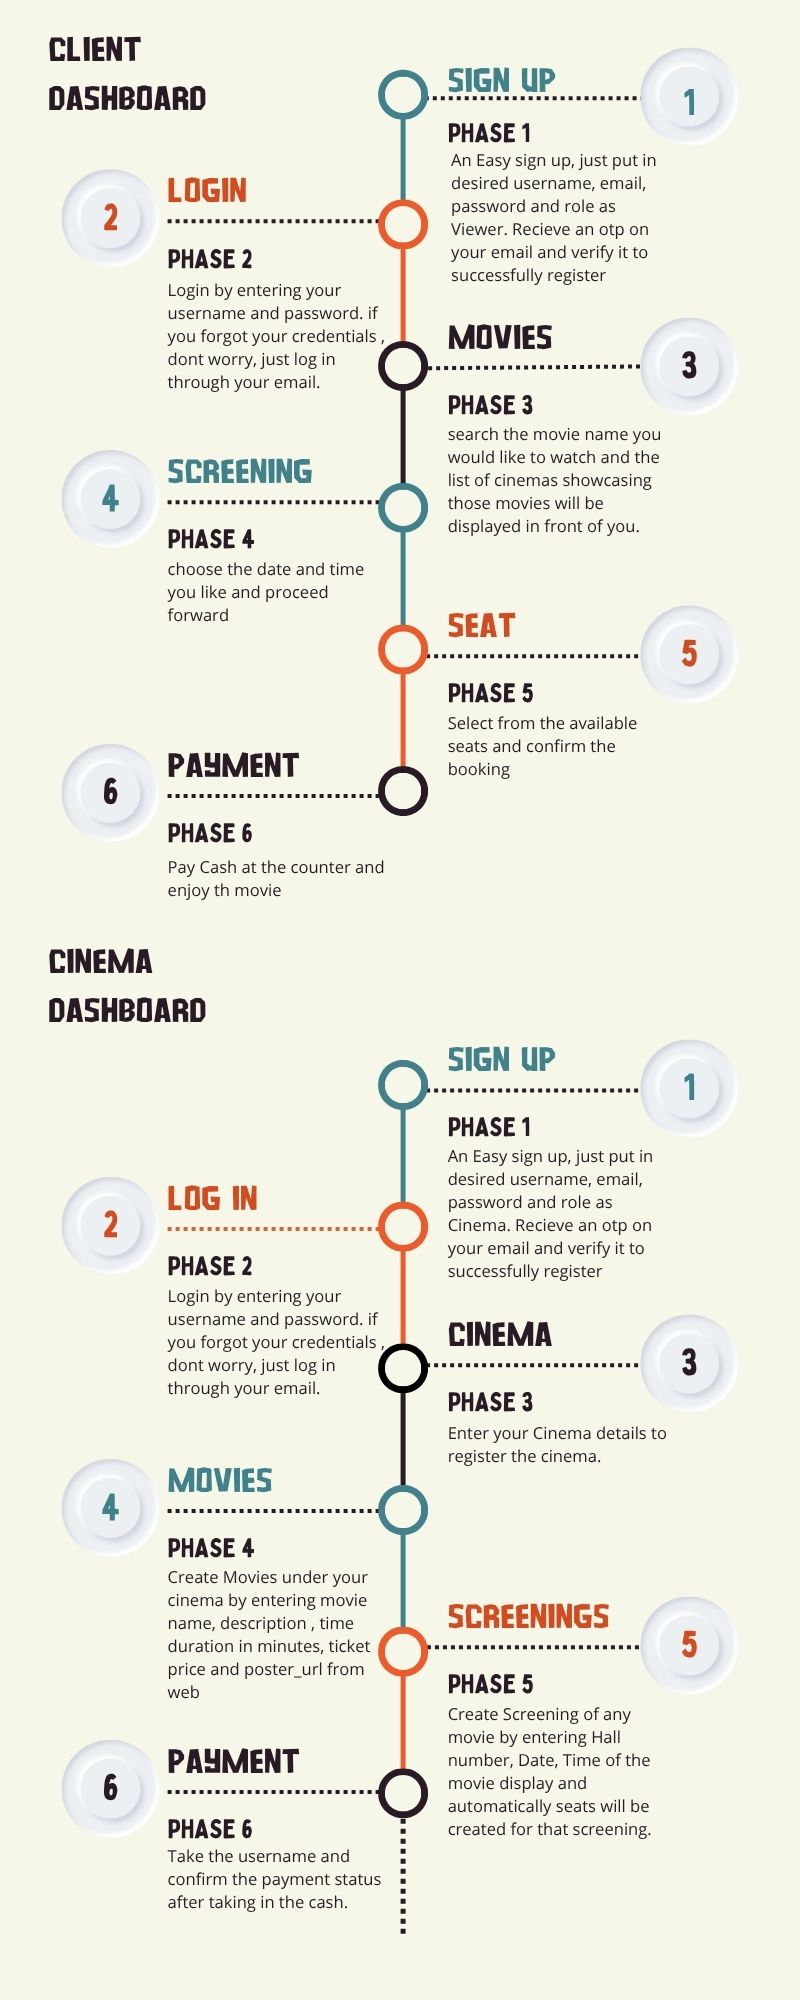 CLIENT
DASHBOARD
SIGN UP
1
PHASE 1
An Easy sign up, just put in
desired username, email,
password and role as
Viewer. Recieve an otp on
your email and verify it to
successfully register
2
LOGIN
PHASE 2
Login by entering your
username and password. if
you forgot your credentials ,
dont worry, just log in
through your email.
MOVIES
3
PHASE 3
search the movie name you
would like to watch and the
list of cinemas showcasing
those movies will be
displayed in front of you.
4
SCREENING
PHASE 4
choose the date and time
you like and proceed
forward
SEAT
5
PHASE 5
Select from the available
seats and confirm the
booking
6
PAYMENT
PHASE 6
Pay Cash at the counter and
enjoy th movie
CINEMA
DASHBOARD
SIGN UP
1
PHASE 1
An Easy sign up, just put in
desired username, email,
password and role as
Cinema. Recieve an otp on
your email and verify it to
successfully register
2
LOG IN
PHASE 2
Login by entering your
username and password. if
you forgot your credentials ,
dont worry, just log in
through your email.
CINEMA
3
PHASE 3
Enter your Cinema details to
register the cinema.
4
MOVIES
PHASE 4
Create Movies under your
cinema by entering movie
name, description , time
duration in minutes, ticket
price and poster_url from
web
SCREENINGS
5
PHASE 5
Create Screening of any
movie by entering Hall
number, Date, Time of the
movie display and
automatically seats will be
created for that screening.
6
PAYMENT
PHASE 6
Take the username and
confirm the payment status
after taking in the cash.